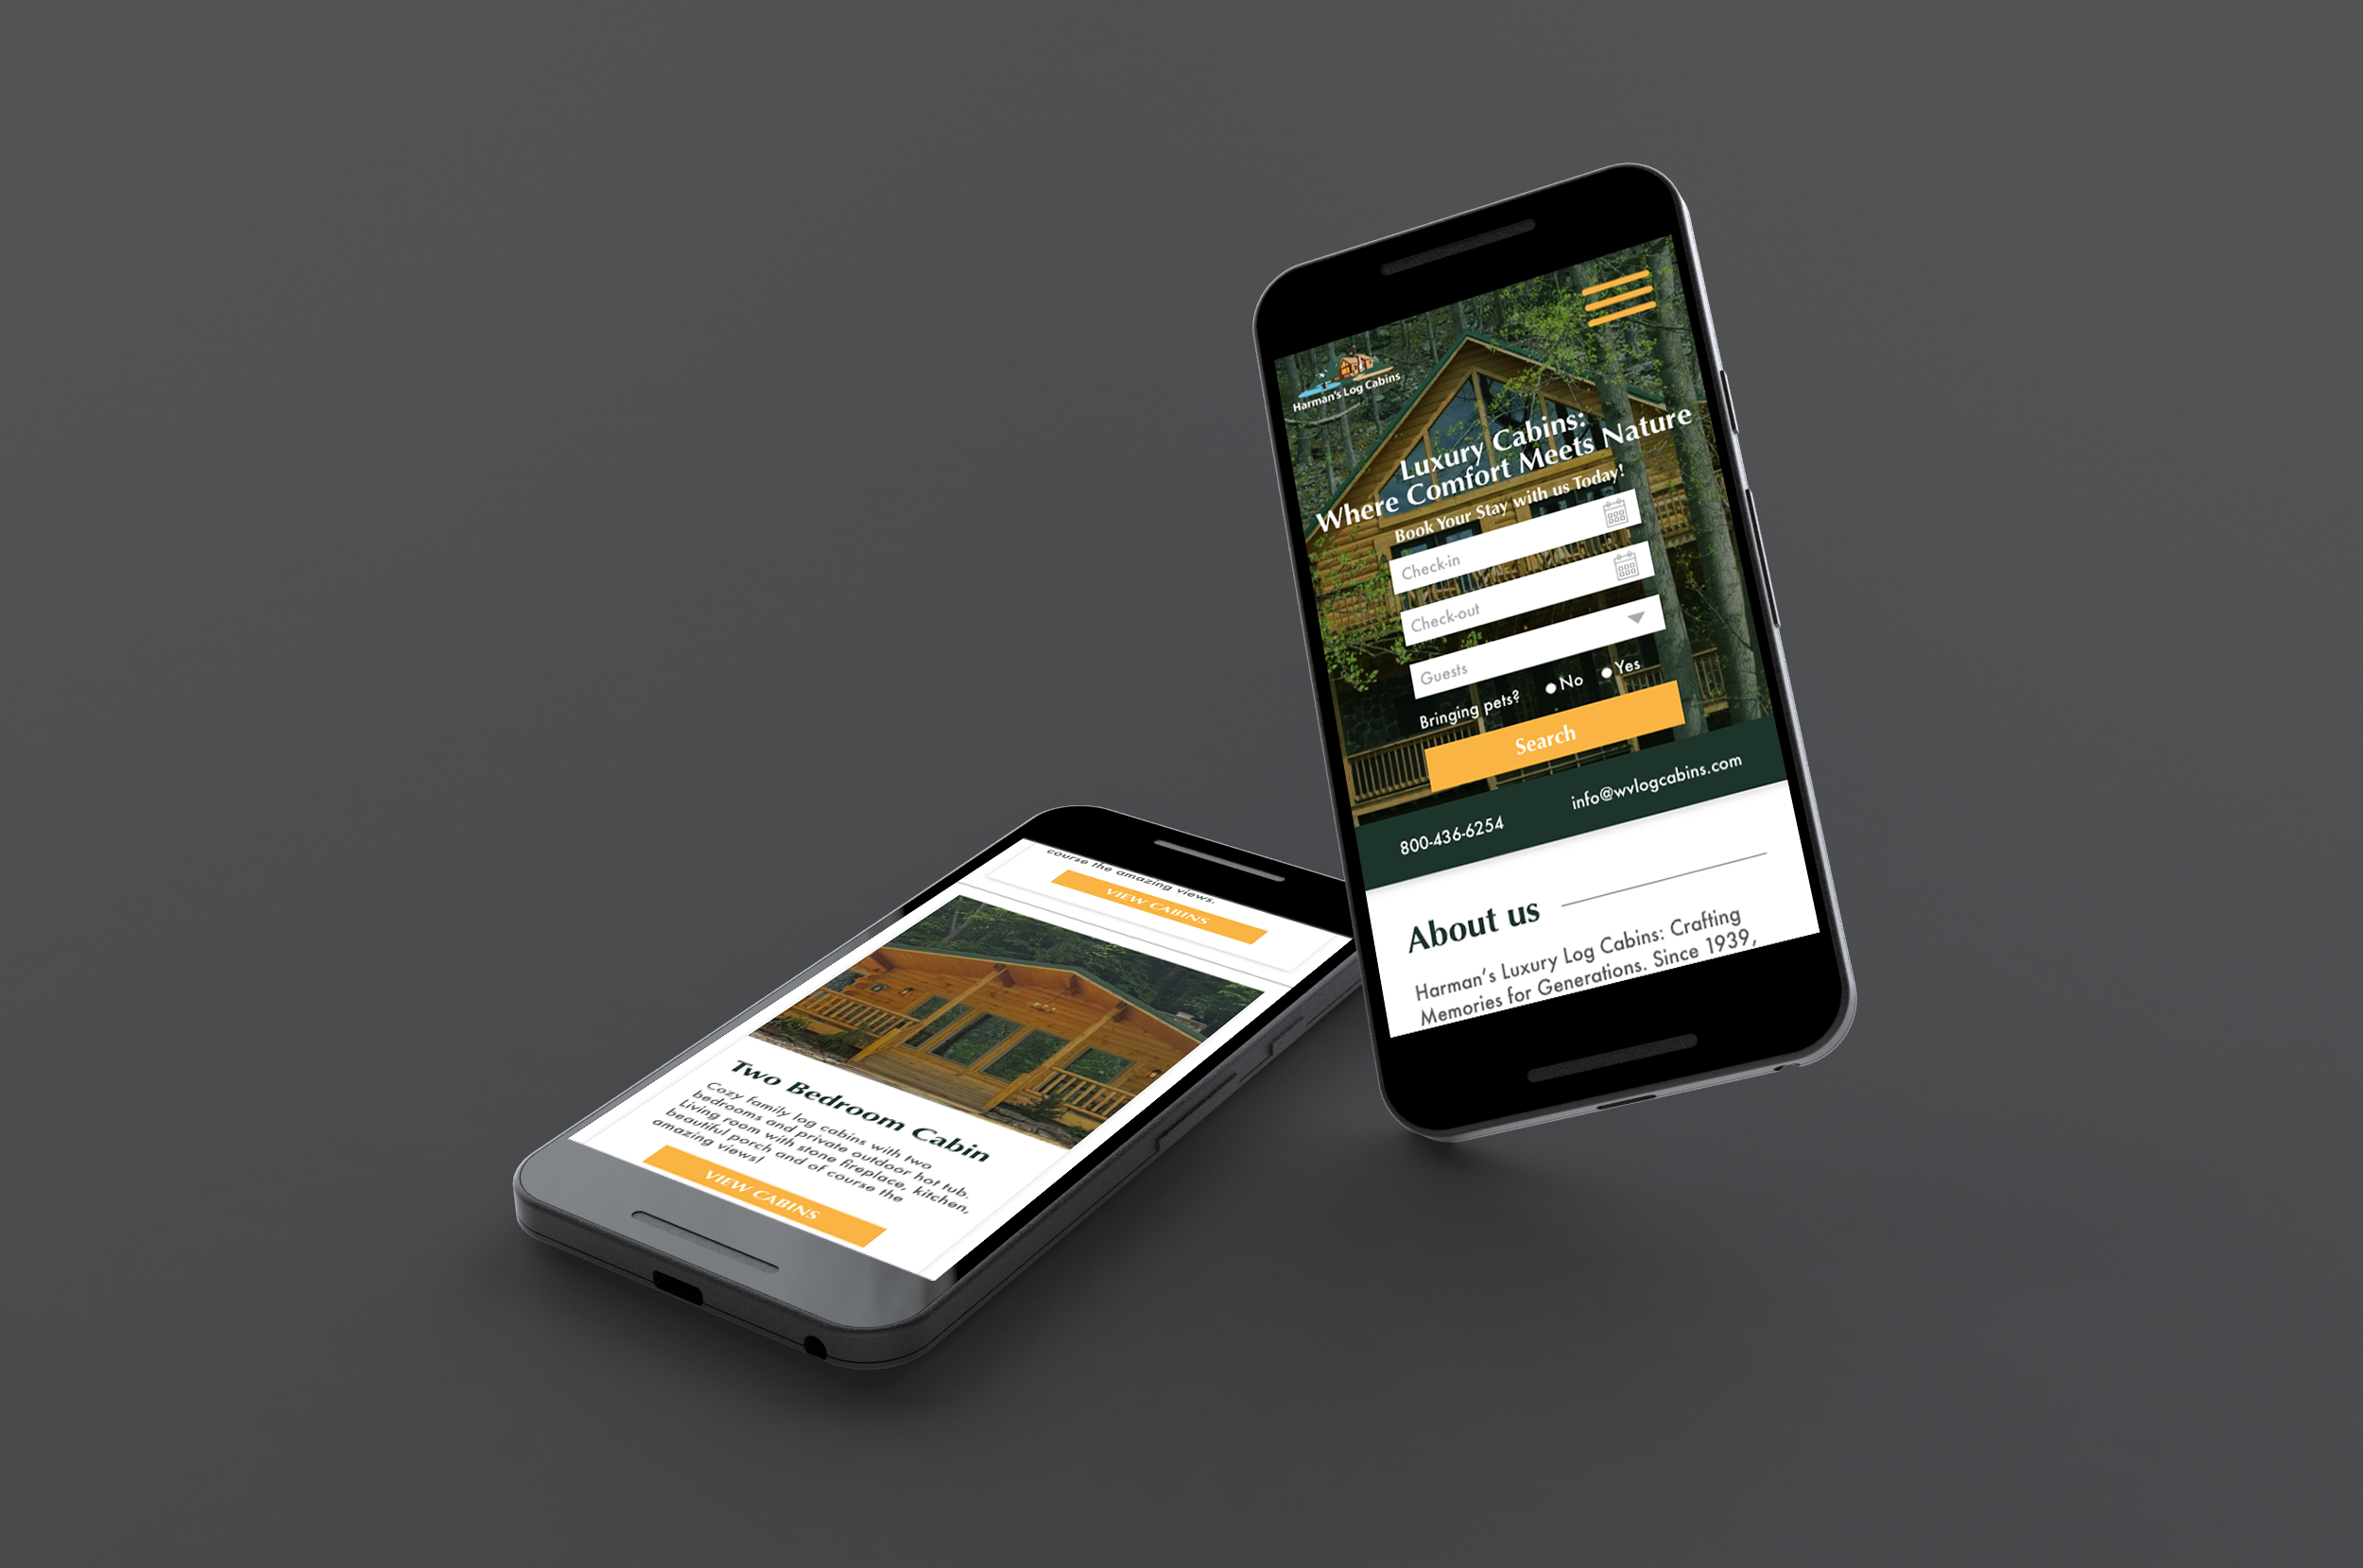 Harman's Log Cabins
Luxury Cabins:
Where Comfort Meets Nature
Book Your Stay with us Today!
Check-in
Check-out
Guests
Bringing pets?
No
Yes
Search
800-436-6254
info@wvlogcabins.com
About us
Harman's Luxury Log Cabins: Crafting
Memories for Generations. Since 1939,
course the amazing views.
VIEW CABINS
Two Bedroom Cabin
Cozy family log cabins with two
bedrooms and private outdoor hot tub.
Living room with stone fireplace, kitchen,
beautiful porch and of course the
amazing views!
VIEW CABINS